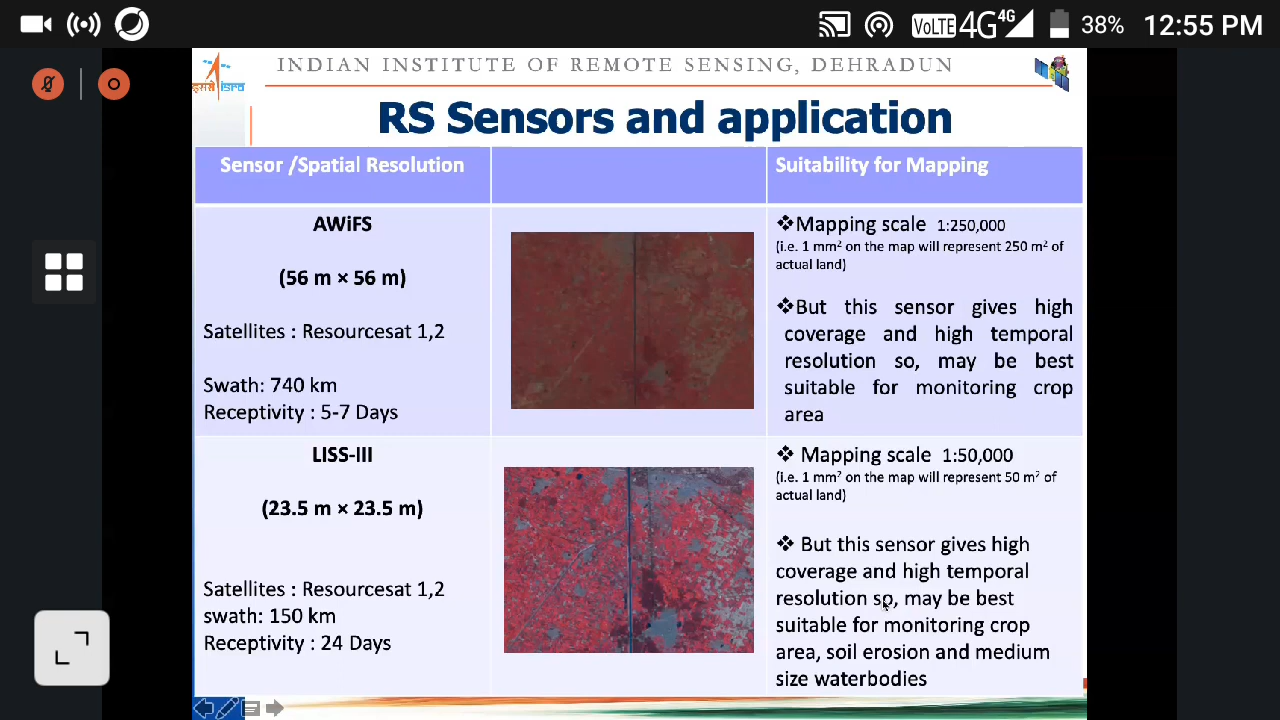 VoLTE 4G 4G 38% 12:55 PM
इसरो isro
INDIAN INSTITUTE OF REMOTE SENSING, DEHRADUN
RS Sensors and application
Sensor /Spatial Resolution
Suitability for Mapping
AWiFS
(56 m × 56 m)
Satellites : Resourcesat 1,2
Swath: 740 km
Receptivity : 5-7 Days
❖Mapping scale 1:250,000
(i.e. 1 mm² on the map will represent 250 m² of
actual land)
❖But this sensor gives high
coverage and high temporal
resolution so, may be best
suitable for monitoring crop
area
LISS-III
(23.5 m × 23.5 m)
Satellites : Resourcesat 1,2
swath: 150 km
Receptivity : 24 Days
❖ Mapping scale 1:50,000
(i.e. 1 mm² on the map will represent 50 m² of
actual land)
❖ But this sensor gives high
coverage and high temporal
resolution so, may be best
suitable for monitoring crop
area, soil erosion and medium
size waterbodies